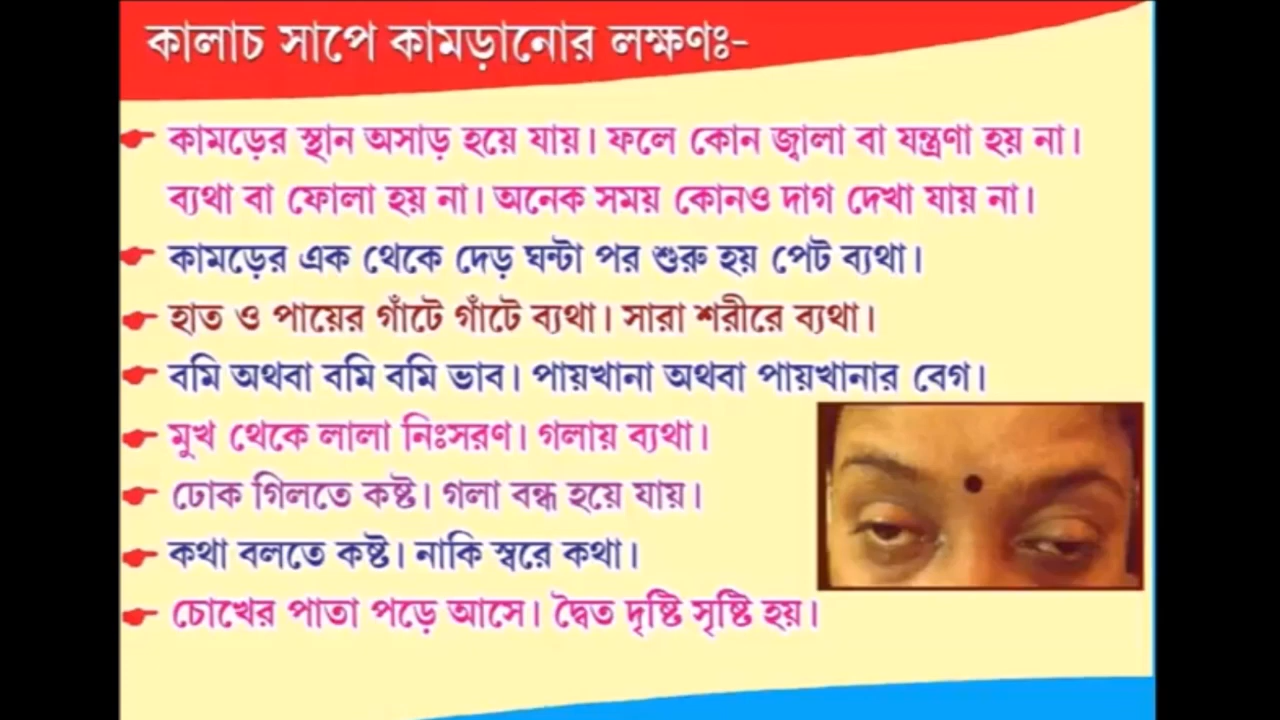 কালাচ সাপে কামড়ানোর লক্ষণঃ-
কামড়ের স্থান অসাড় হয়ে যায়। ফলে কোন জ্বালা বা যন্ত্রণা হয় না।
ব্যথা বা ফোলা হয় না। অনেক সময় কোনও দাগ দেখা যায় না।
কামড়ের এক থেকে দেড় ঘন্টা পর শুরু হয় পেট ব্যথা।
হাত ও পায়ের গাঁটে গাঁটে ব্যথা। সারা শরীরে ব্যথা।
বমি অথবা বমি বমি ভাব। পায়খানা অথবা পায়খানার বেগ।
মুখ থেকে লালা নিঃসরণ। গলায় ব্যথা।
ঢোক গিলতে কষ্ট। গলা বন্ধ হয়ে যায়।
কথা বলতে কষ্ট। নাকি স্বরে কথা।
চোখের পাতা পড়ে আসে। দ্বৈত দৃষ্টি সৃষ্টি হয়।